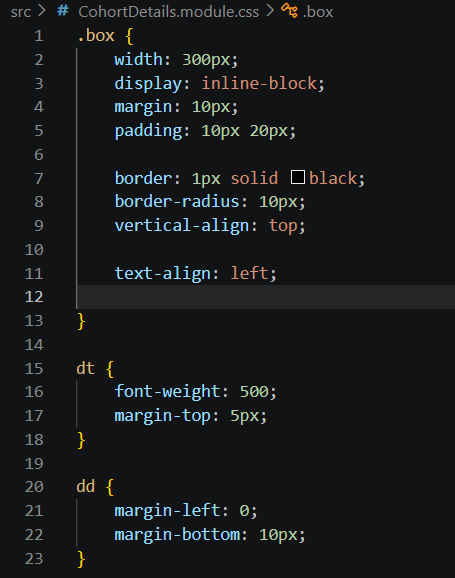 src > # CohortDetails.module.css > .box
1 .box {
2 width: 300px;
3 display: inline-block;
4 margin: 10px;
5 padding: 10px 20px;
6
7 border: 1px solid black;
8 border-radius: 10px;
9 vertical-align: top;
10
11 text-align: left;
12
13 }
14
15 dt {
16 font-weight: 500;
17 margin-top: 5px;
18 }
19
20 dd {
21 margin-left: 0;
22 margin-bottom: 10px;
23 }